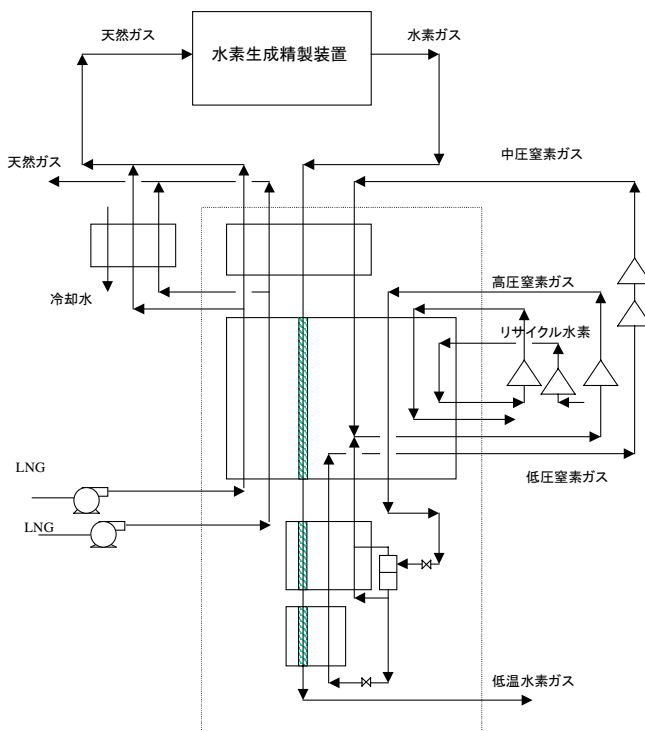 天然ガス
水素生成精製装置
水素ガス
天然ガス
中圧窒素ガス
冷却水
高圧窒素ガス
リサイクル水素
LNG
低圧窒素ガス
LNG
低温水素ガス